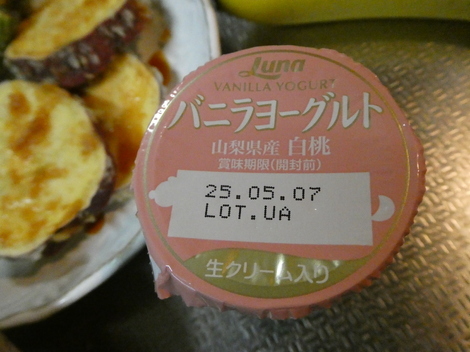 Luna
VANILLA YOGURT
バニラヨーグルト
山梨県産 白桃
賞味期限(開封前)
25.05.07
LOT.UA
生クリーム入り